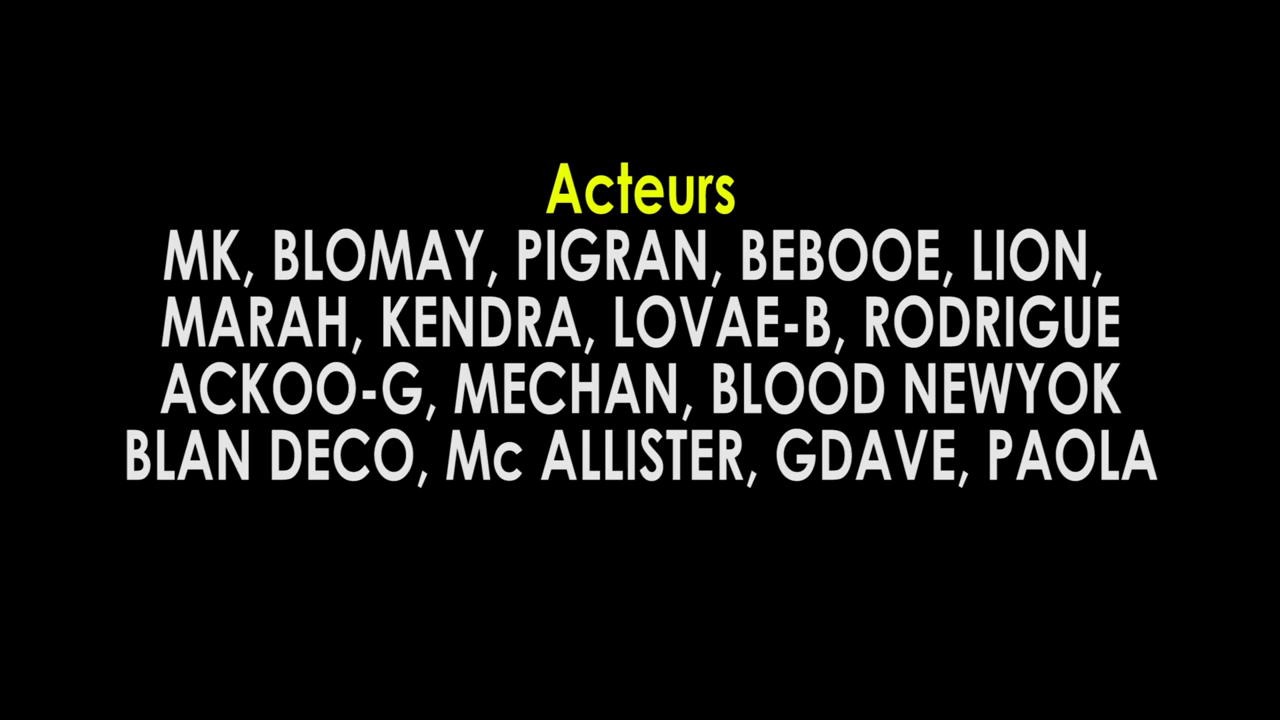 Acteurs
MK, BLOMAY, PIGRAN, BEBOOE, LION,
MARAH, KENDRA, LOVAE-B, RODRIGUE
ACKOO-G, MECHAN, BLOOD NEWYOK
BLAN DECO, Mc ALLISTER, GDAVE, PAOLA